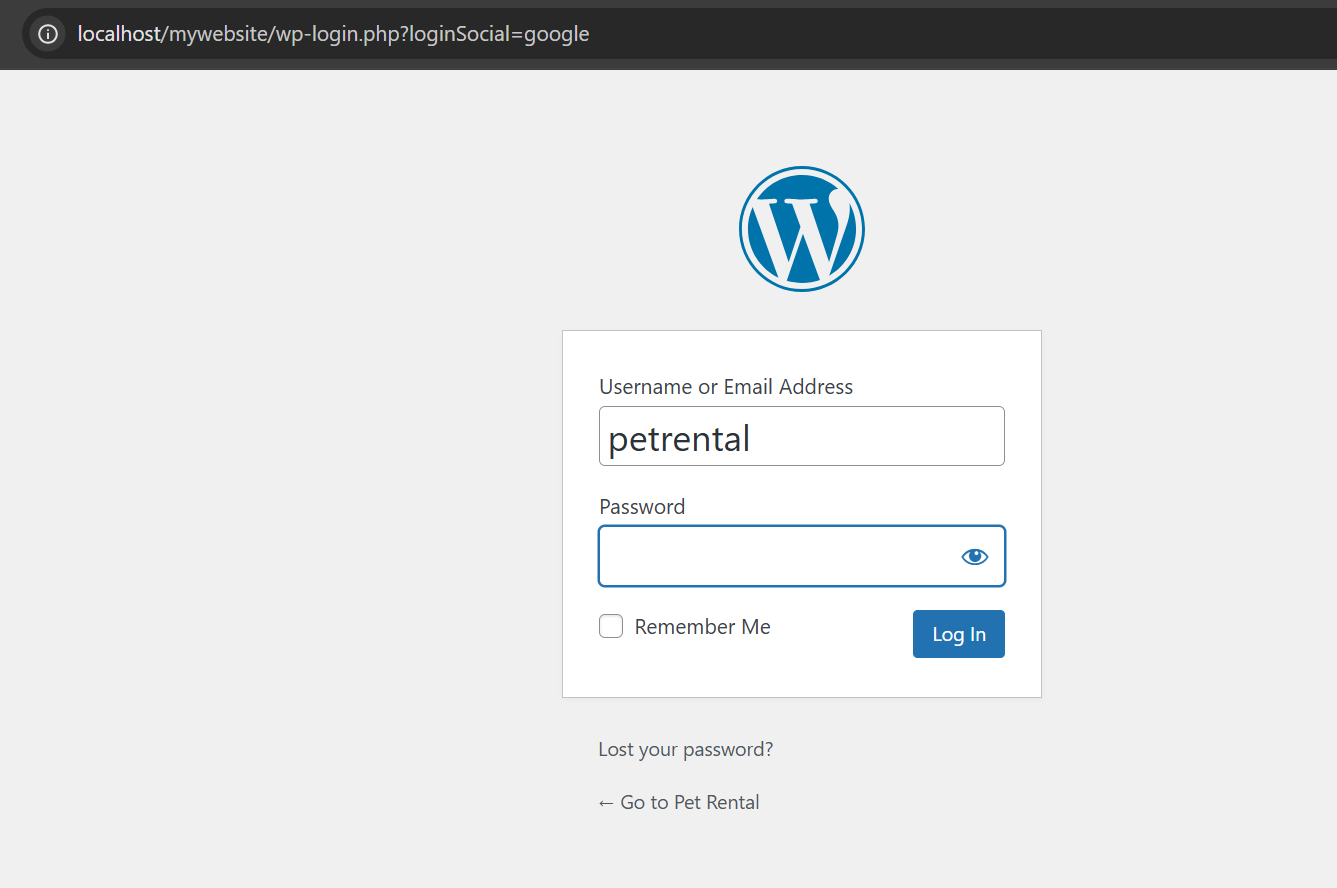 localhost/mywebsite/wp-login.php?loginSocial=google
Username or Email Address
petrental
Password
Remember Me
Log In
Lost your password?
← Go to Pet Rental